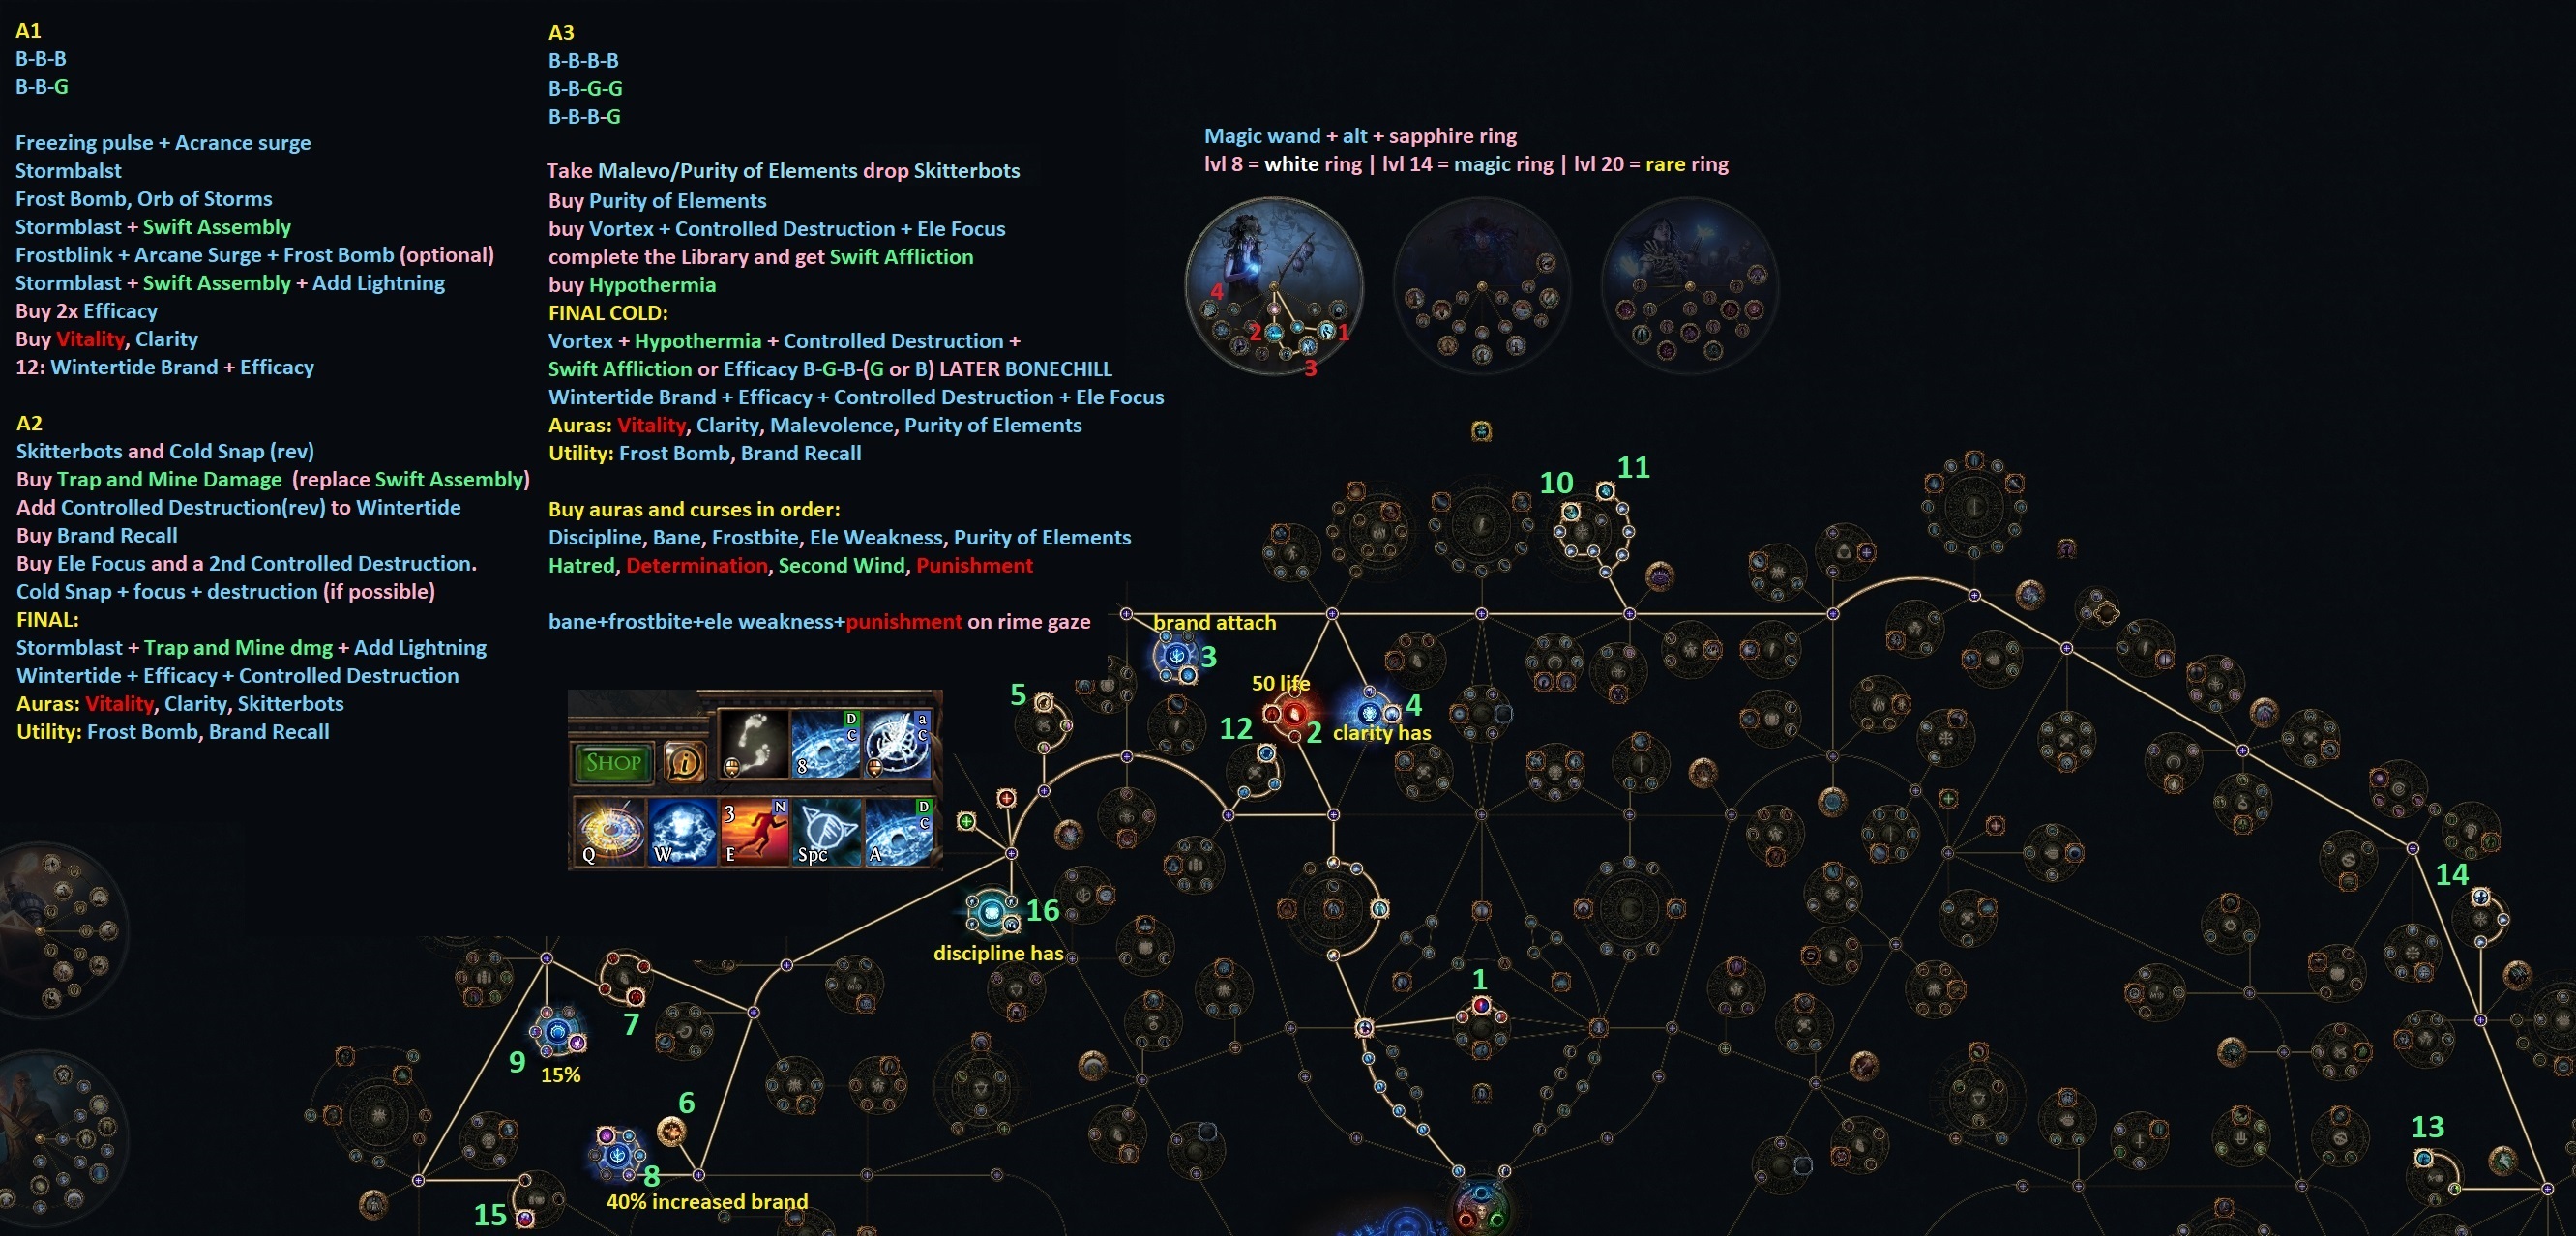 A1
B-B-B
B-B-G
Freezing pulse + Acrance surge
Stormbalst
Frost Bomb, Orb of Storms
Stormblast + Swift Assembly
Frostblink + Arcane Surge + Frost Bomb (optional)
Stormblast + Swift Assembly + Add Lightning
Buy 2x Efficacy
Buy Vitality, Clarity
12: Wintertide Brand + Efficacy
A2
Skitterbots and Cold Snap (rev)
Buy Trap and Mine Damage (replace Swift Assembly)
Add Controlled Destruction(rev) to Wintertide
Buy Brand Recall
Buy Ele Focus and a 2nd Controlled Destruction.
Cold Snap + focus + destruction (if possible)
FINAL:
Stormblast + Trap and Mine dmg + Add Lightning
Wintertide + Efficacy + Controlled Destruction
Auras: Vitality, Clarity, Skitterbots
Utility: Frost Bomb, Brand Recall
A3
B-B-B-B
B-B-G-G
B-B-B-G
Take Malevo/Purity of Elements drop Skitterbots
Buy Purity of Elements
buy Vortex + Controlled Destruction + Ele Focus
complete the Library and get Swift Affliction
buy Hypothermia
FINAL COLD:
Vortex + Hypothermia + Controlled Destruction +
Swift Affliction or Efficacy B-G-B-(G or B) LATER BONECHILL
Wintertide Brand + Efficacy + Controlled Destruction + Ele Focus
Auras: Vitality, Clarity, Malevolence, Purity of Elements
Utility: Frost Bomb, Brand Recall
Buy auras and curses in order:
Discipline, Bane, Frostbite, Ele Weakness, Purity of Elements
Hatred, Determination, Second Wind, Punishment
bane+frostbite+ele weakness+punishment on rime gaze
Magic wand + alt + sapphire ring
lvl 8 = white ring | lvl 14 = magic ring | lvl 20 = rare ring
4
2
1
3
10
11
brand attach
3
50 life
5
4
12
2
clarity has
SHOP
8
D
C
a
C
Q
W
3
N
E
Spc
D
C
A
14
16
discipline has
1
7
9
15%
6
13
8
40% increased brand
15